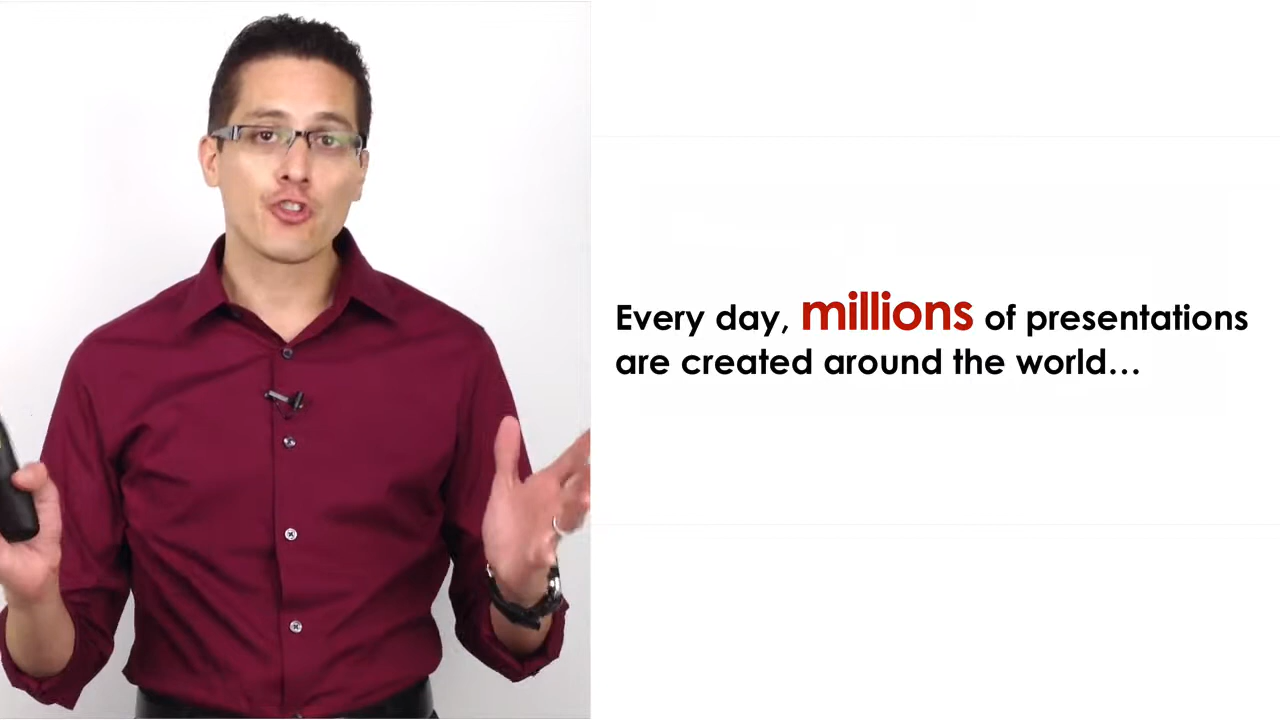 Every day, millions of presentations
are created around the world…